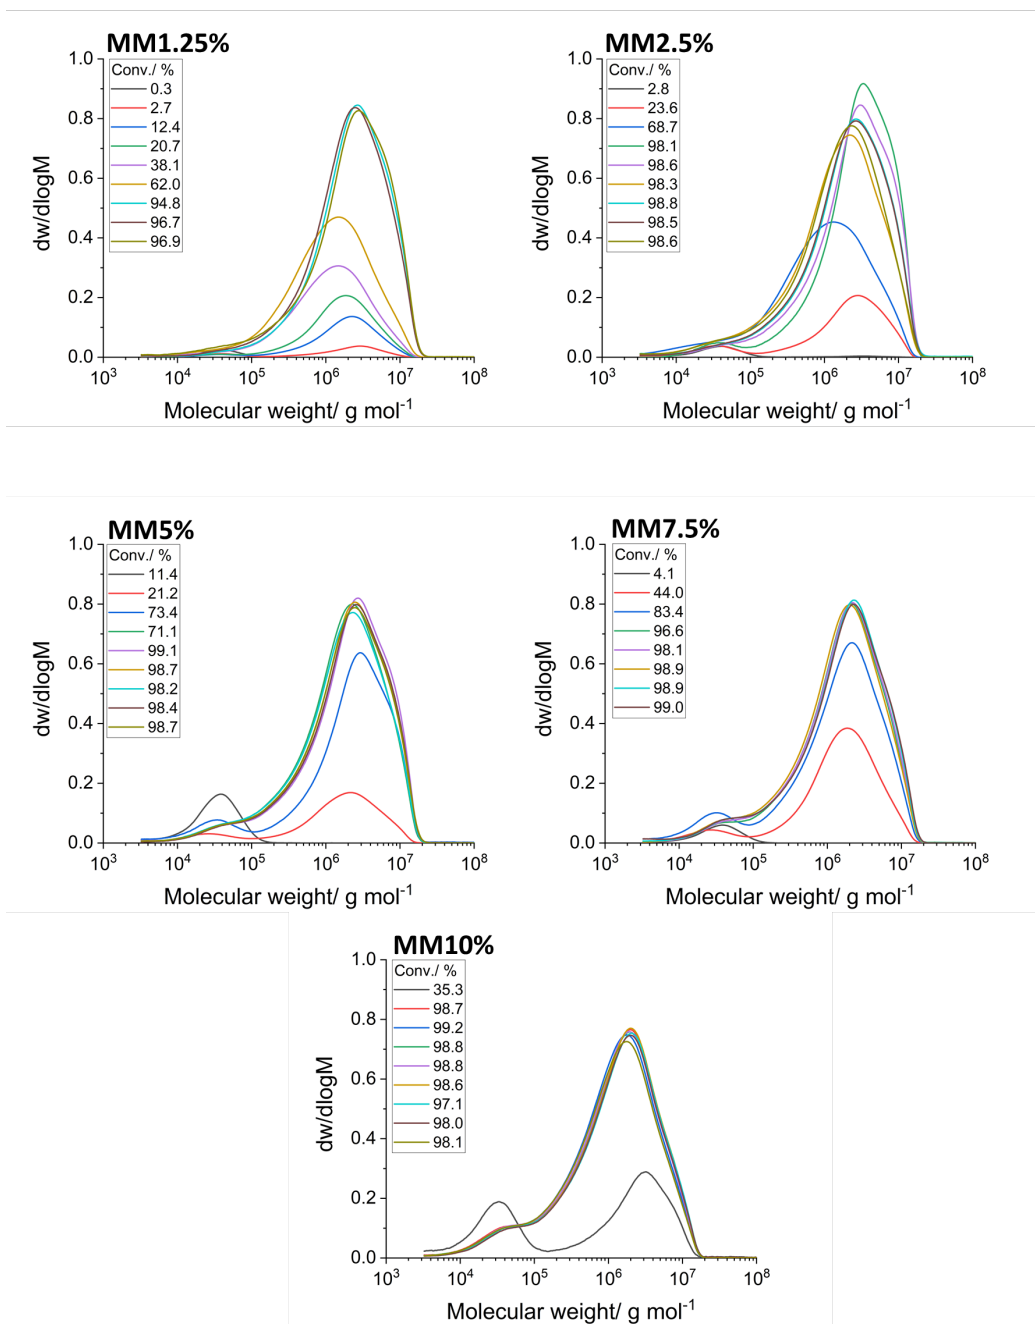 MM1.25%
Conv./ %
0.3
2.7
12.4
20.7
38.1
62.0
94.8
96.7
96.9
1.0
0.8
0.6
0.4
0.2
0.0
dw/dlogM
10³ 10⁴ 10⁵ 10⁶ 10⁷ 10⁸
Molecular weight/ g mol⁻¹
MM2.5%
Conv./ %
2.8
23.6
68.7
98.1
98.6
98.3
98.8
98.5
98.6
1.0
0.8
0.6
0.4
0.2
0.0
dw/dlogM
10³ 10⁴ 10⁵ 10⁶ 10⁷ 10⁸
Molecular weight/ g mol⁻¹
MM5%
Conv./ %
11.4
21.2
73.4
71.1
99.1
98.7
98.2
98.4
98.7
1.0
0.8
0.6
0.4
0.2
0.0
dw/dlogM
10³ 10⁴ 10⁵ 10⁶ 10⁷ 10⁸
Molecular weight/ g mol⁻¹
MM7.5%
Conv./ %
4.1
44.0
83.4
96.6
98.1
98.9
98.9
99.0
1.0
0.8
0.6
0.4
0.2
0.0
dw/dlogM
10³ 10⁴ 10⁵ 10⁶ 10⁷ 10⁸
Molecular weight/ g mol⁻¹
MM10%
Conv./ %
35.3
98.7
99.2
98.8
98.8
98.6
97.1
98.0
98.1
1.0
0.8
0.6
0.4
0.2
0.0
dw/dlogM
10³ 10⁴ 10⁵ 10⁶ 10⁷ 10⁸
Molecular weight/ g mol⁻¹